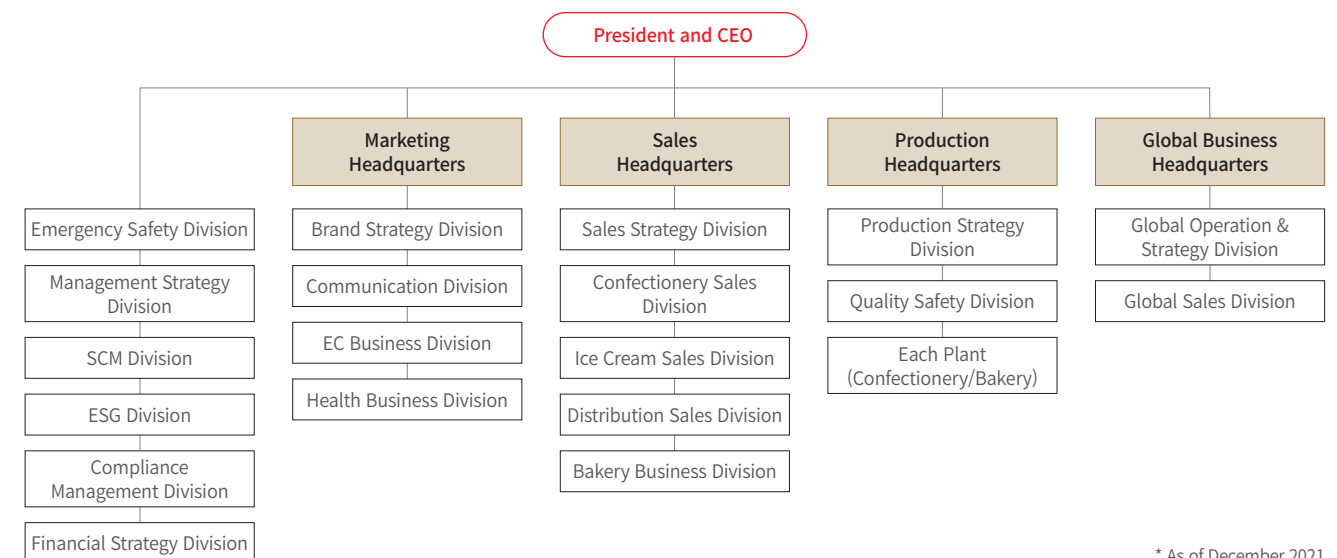 President and CEO
Marketing
Headquarters
Sales
Headquarters
Production
Headquarters
Global Business
Headquarters
Emergency Safety Division
Management Strategy
Division
SCM Division
ESG Division
Compliance
Management Division
Financial Strategy Division
Brand Strategy Division
Communication Division
EC Business Division
Health Business Division
Sales Strategy Division
Confectionery Sales
Division
Ice Cream Sales Division
Distribution Sales Division
Bakery Business Division
Production Strategy
Division
Quality Safety Division
Each Plant
(Confectionery/Bakery)
Global Operation &
Strategy Division
Global Sales Division
* As of December 2021